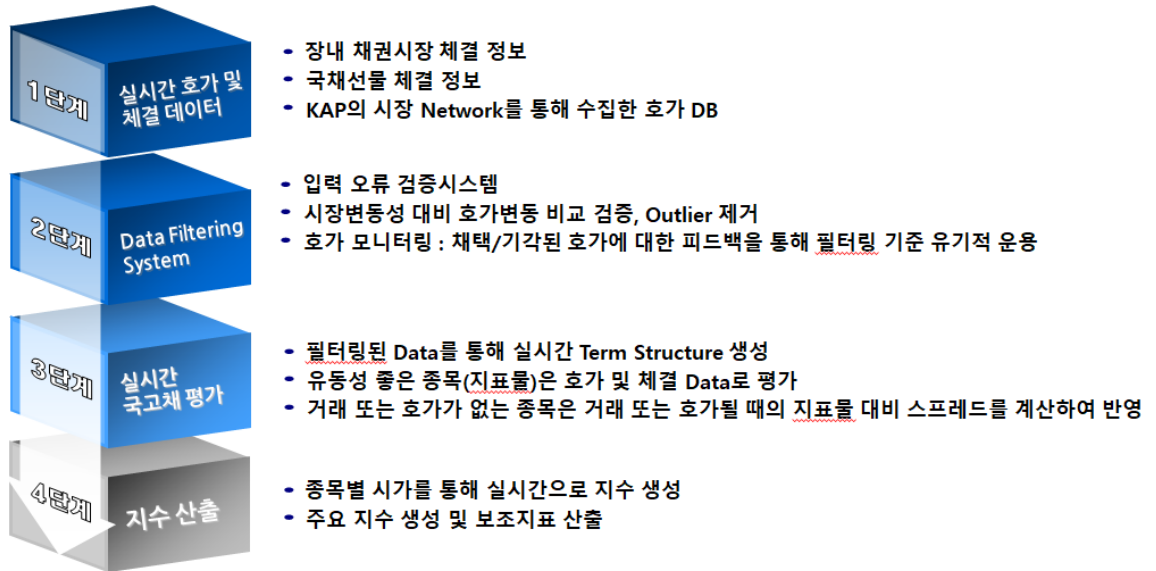 1단계
실시간 호가 및
체결 데이터
• 장내 채권시장 체결 정보
• 국채선물 체결 정보
• KAP의 시장 Network를 통해 수집한 호가 DB
2단계
Data Filtering
System
• 입력 오류 검증시스템
• 시장변동성 대비 호가변동 비교 검증, Outlier 제거
• 호가 모니터링 : 채택/기각된 호가에 대한 피드백을 통해 필터링 기준 유기적 운용
3단계
실시간
국고채 평가
• 필터링된 Data를 통해 실시간 Term Structure 생성
• 유동성 좋은 종목(지표물)은 호가 및 체결 Data로 평가
• 거래 또는 호가가 없는 종목은 거래 또는 호가될 때의 지표물 대비 스프레드를 계산하여 반영
4단계
지수 산출
• 종목별 시가를 통해 실시간으로 지수 생성
• 주요 지수 생성 및 보조지표 산출